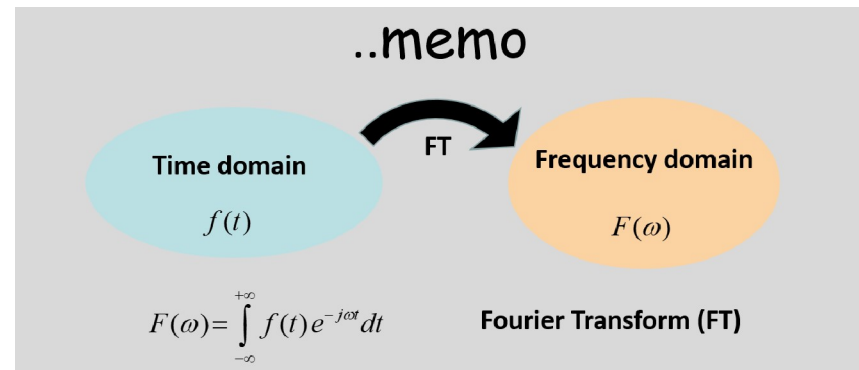 ..memo
FT
Time domain
f(t)
Frequency domain
F(ω)
F(ω)= ∫_{-∞}^{+∞} f(t) e^{-jωt} dt
Fourier Transform (FT)